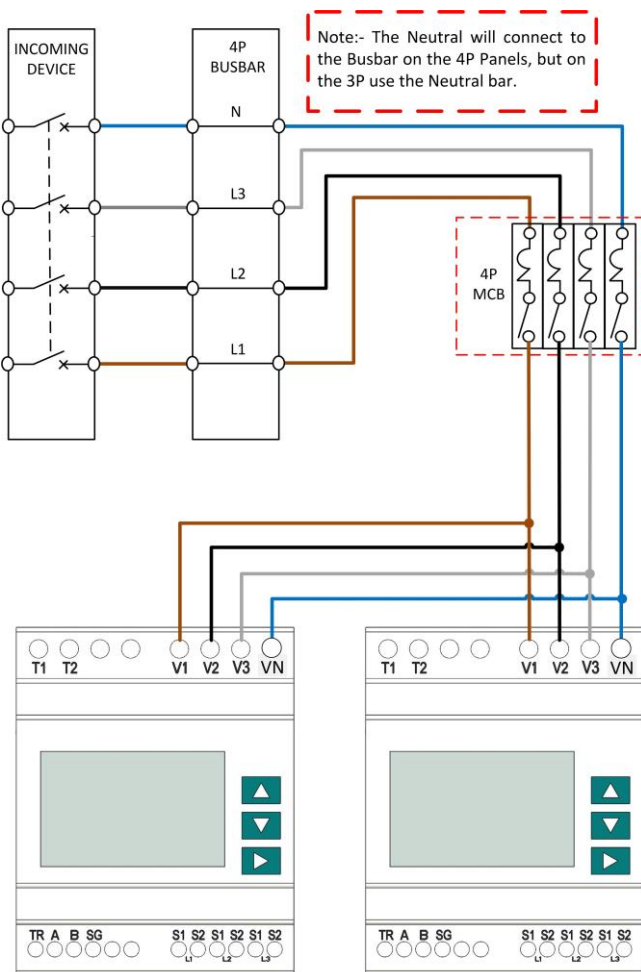 INCOMING
DEVICE
4P
BUSBAR
Note:- The Neutral will connect to
the Busbar on the 4P Panels, but on
the 3P use the Neutral bar.
N
L3
L2
L1
4P
MCB
T1 T2 V1 V2 V3 VN
T1 T2 V1 V2 V3 VN
TR A B SG S1 S2 S1 S2 S1 S2
L1 L2 L3
TR A B SG S1 S2 S1 S2 S1 S2
L1 L2 L3